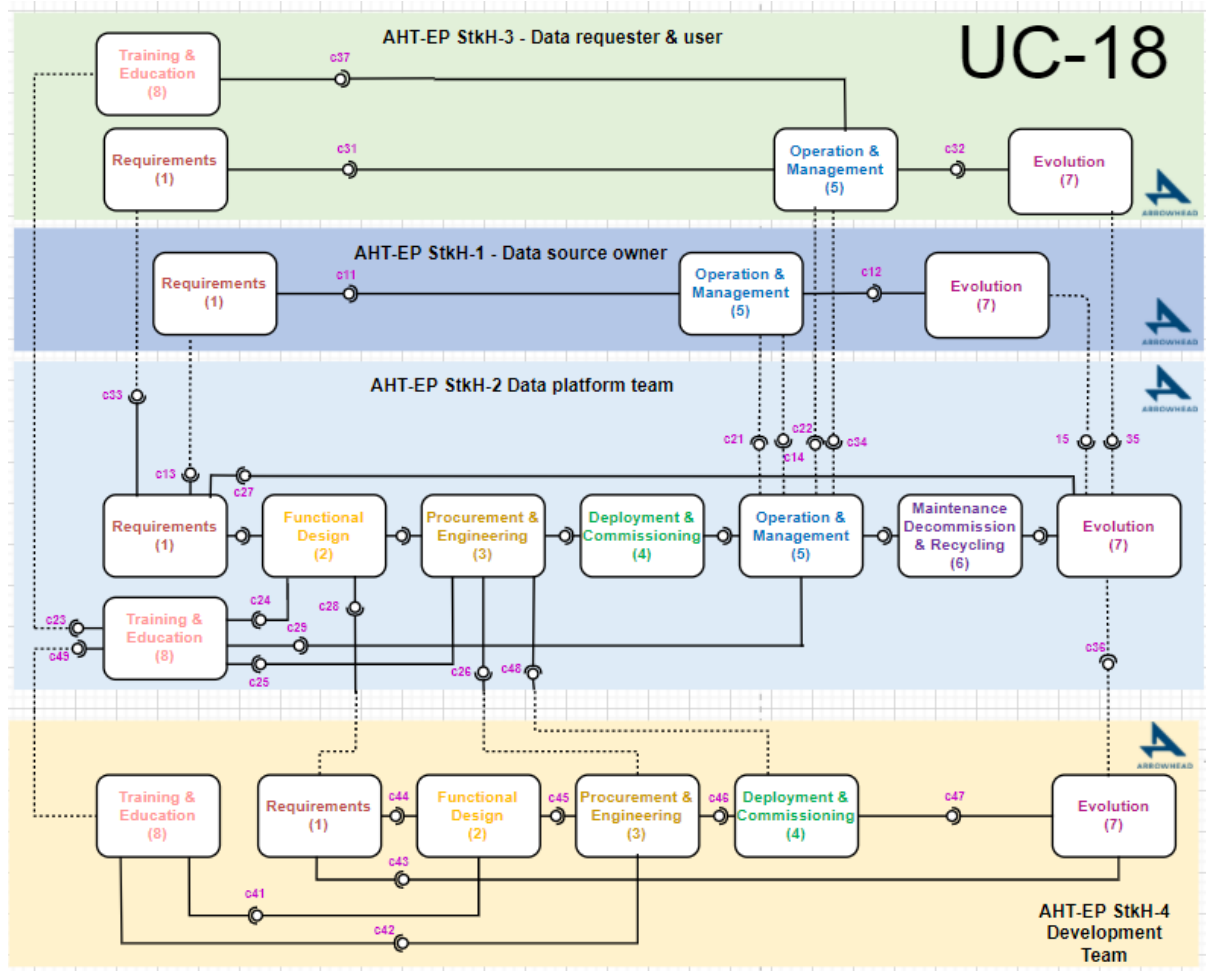 AHT-EP StkH-3 - Data requester & user
UC-18
Training &
Education
(8)
c37
Requirements
(1)
c31
Operation &
Management
(5)
c32
Evolution
(7)
ARROWHEAD
AHT-EP StkH-1 - Data source owner
Requirements
(1)
c11
Operation &
Management
(5)
c12
Evolution
(7)
ARROWHEAD
AHT-EP StkH-2 Data platform team
ARROWHEAD
c33
c13
c27
c21
c22
c14
c34
15
35
Requirements
(1)
Functional
Design
(2)
Procurement &
Engineering
(3)
Deployment &
Commissioning
(4)
Operation &
Management
(5)
Maintenance
Decommission
& Recycling
(6)
Evolution
(7)
c23
c49
Training &
Education
(8)
c24
c28
c29
c25
c26
c48
c36
ARROWHEAD
Training &
Education
(8)
Requirements
(1)
c44
Functional
Design
(2)
c45
Procurement &
Engineering
(3)
c46
Deployment &
Commissioning
(4)
c47
Evolution
(7)
c43
c41
c42
AHT-EP StkH-4
Development
Team